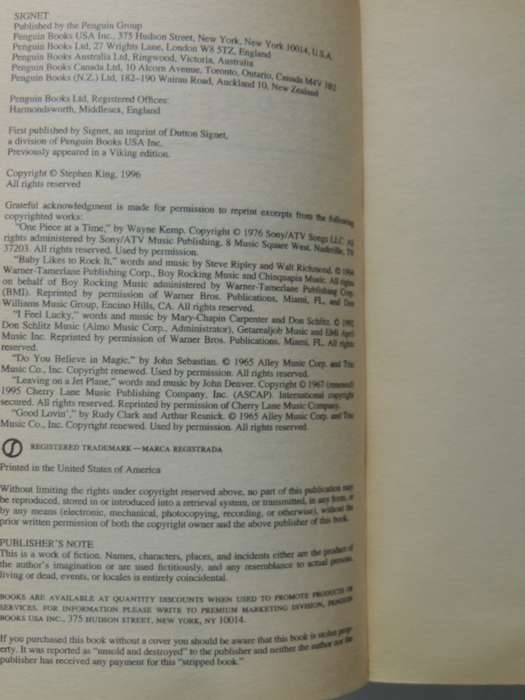 SIGNET
Published by the Penguin Group
Penguin Books USA Inc., 375 Hudson Street, New York, New York 10014, U.S.A.
Penguin Books Ltd, 27 Wrights Lane, London W8 5TZ, England
Penguin Books Australia Ltd, Ringwood, Victoria, Australia
Penguin Books Canada Ltd, 10 Alcorn Avenue, Toronto, Ontario, Canada M4V 3B2
Penguin Books (N.Z.) Ltd, 182-190 Wairau Road, Auckland 10, New Zealand
Penguin Books Ltd, Registered Offices:
Harmondsworth, Middlesex, England
First published by Signet, an imprint of Dutton Signet,
a division of Penguin Books USA Inc.
Previously appeared in a Viking edition.
Copyright © Stephen King, 1996
All rights reserved
Grateful acknowledgment is made for permission to reprint excerpts from the following
copyrighted works:
"One Piece at a Time," by Wayne Kemp. Copyright © 1976 Sony/ATV Songs LLC. All
rights administered by Sony/ATV Music Publishing, 8 Music Square West, Nashville, TN
37203. All rights reserved. Used by permission.
"Baby Likes to Rock It," words and music by Steve Ripley and Walt Richmond. © 1994
Warner-Tamerlane Publishing Corp., Boy Rocking Music and Chinquapin Music. All rights
on behalf of Boy Rocking Music administered by Warner-Tamerlane Publishing Corp.
(BMI). Reprinted by permission of Warner Bros. Publications, Miami, FL, and Don
Williams Music Group, Encino Hills, CA. All rights reserved.
"I Feel Lucky," words and music by Mary-Chapin Carpenter and Don Schlitz. © 1992
Don Schlitz Music (Almo Music Corp., Administrator), Getarealjob Music and EMI April
Music Inc. Reprinted by permission of Warner Bros. Publications, Miami, FL. All rights
reserved.
"Do You Believe in Magic," by John Sebastian. © 1965 Alley Music Corp. and Trio
Music Co., Inc. Copyright renewed. Used by permission. All rights reserved.
"Leaving on a Jet Plane," words and music by John Denver. Copyright © 1967 (renewed)
1995 Cherry Lane Music Publishing Company, Inc. (ASCAP). International copyright
secured. All rights reserved. Reprinted by permission of Cherry Lane Music Company.
"Good Lovin'," by Rudy Clark and Arthur Resnick. © 1965 Alley Music Corp. and Trio
Music Co., Inc. Copyright renewed. Used by permission. All rights reserved.
REGISTERED TRADEMARK—MARCA REGISTRADA
Printed in the United States of America
Without limiting the rights under copyright reserved above, no part of this publication may
be reproduced, stored in or introduced into a retrieval system, or transmitted, in any form, or
by any means (electronic, mechanical, photocopying, recording, or otherwise), without the
prior written permission of both the copyright owner and the above publisher of this book.
PUBLISHER'S NOTE
This is a work of fiction. Names, characters, places, and incidents either are the product of
the author's imagination or are used fictitiously, and any resemblance to actual persons,
living or dead, events, or locales is entirely coincidental.
BOOKS ARE AVAILABLE AT QUANTITY DISCOUNTS WHEN USED TO PROMOTE PRODUCTS OR
SERVICES. FOR INFORMATION PLEASE WRITE TO PREMIUM MARKETING DIVISION, PENGUIN
BOOKS USA INC., 375 HUDSON STREET, NEW YORK, NY 10014.
If you purchased this book without a cover you should be aware that this book is stolen prop-
erty. It was reported as "unsold and destroyed" to the publisher and neither the author nor the
publisher has received any payment for this "stripped book."